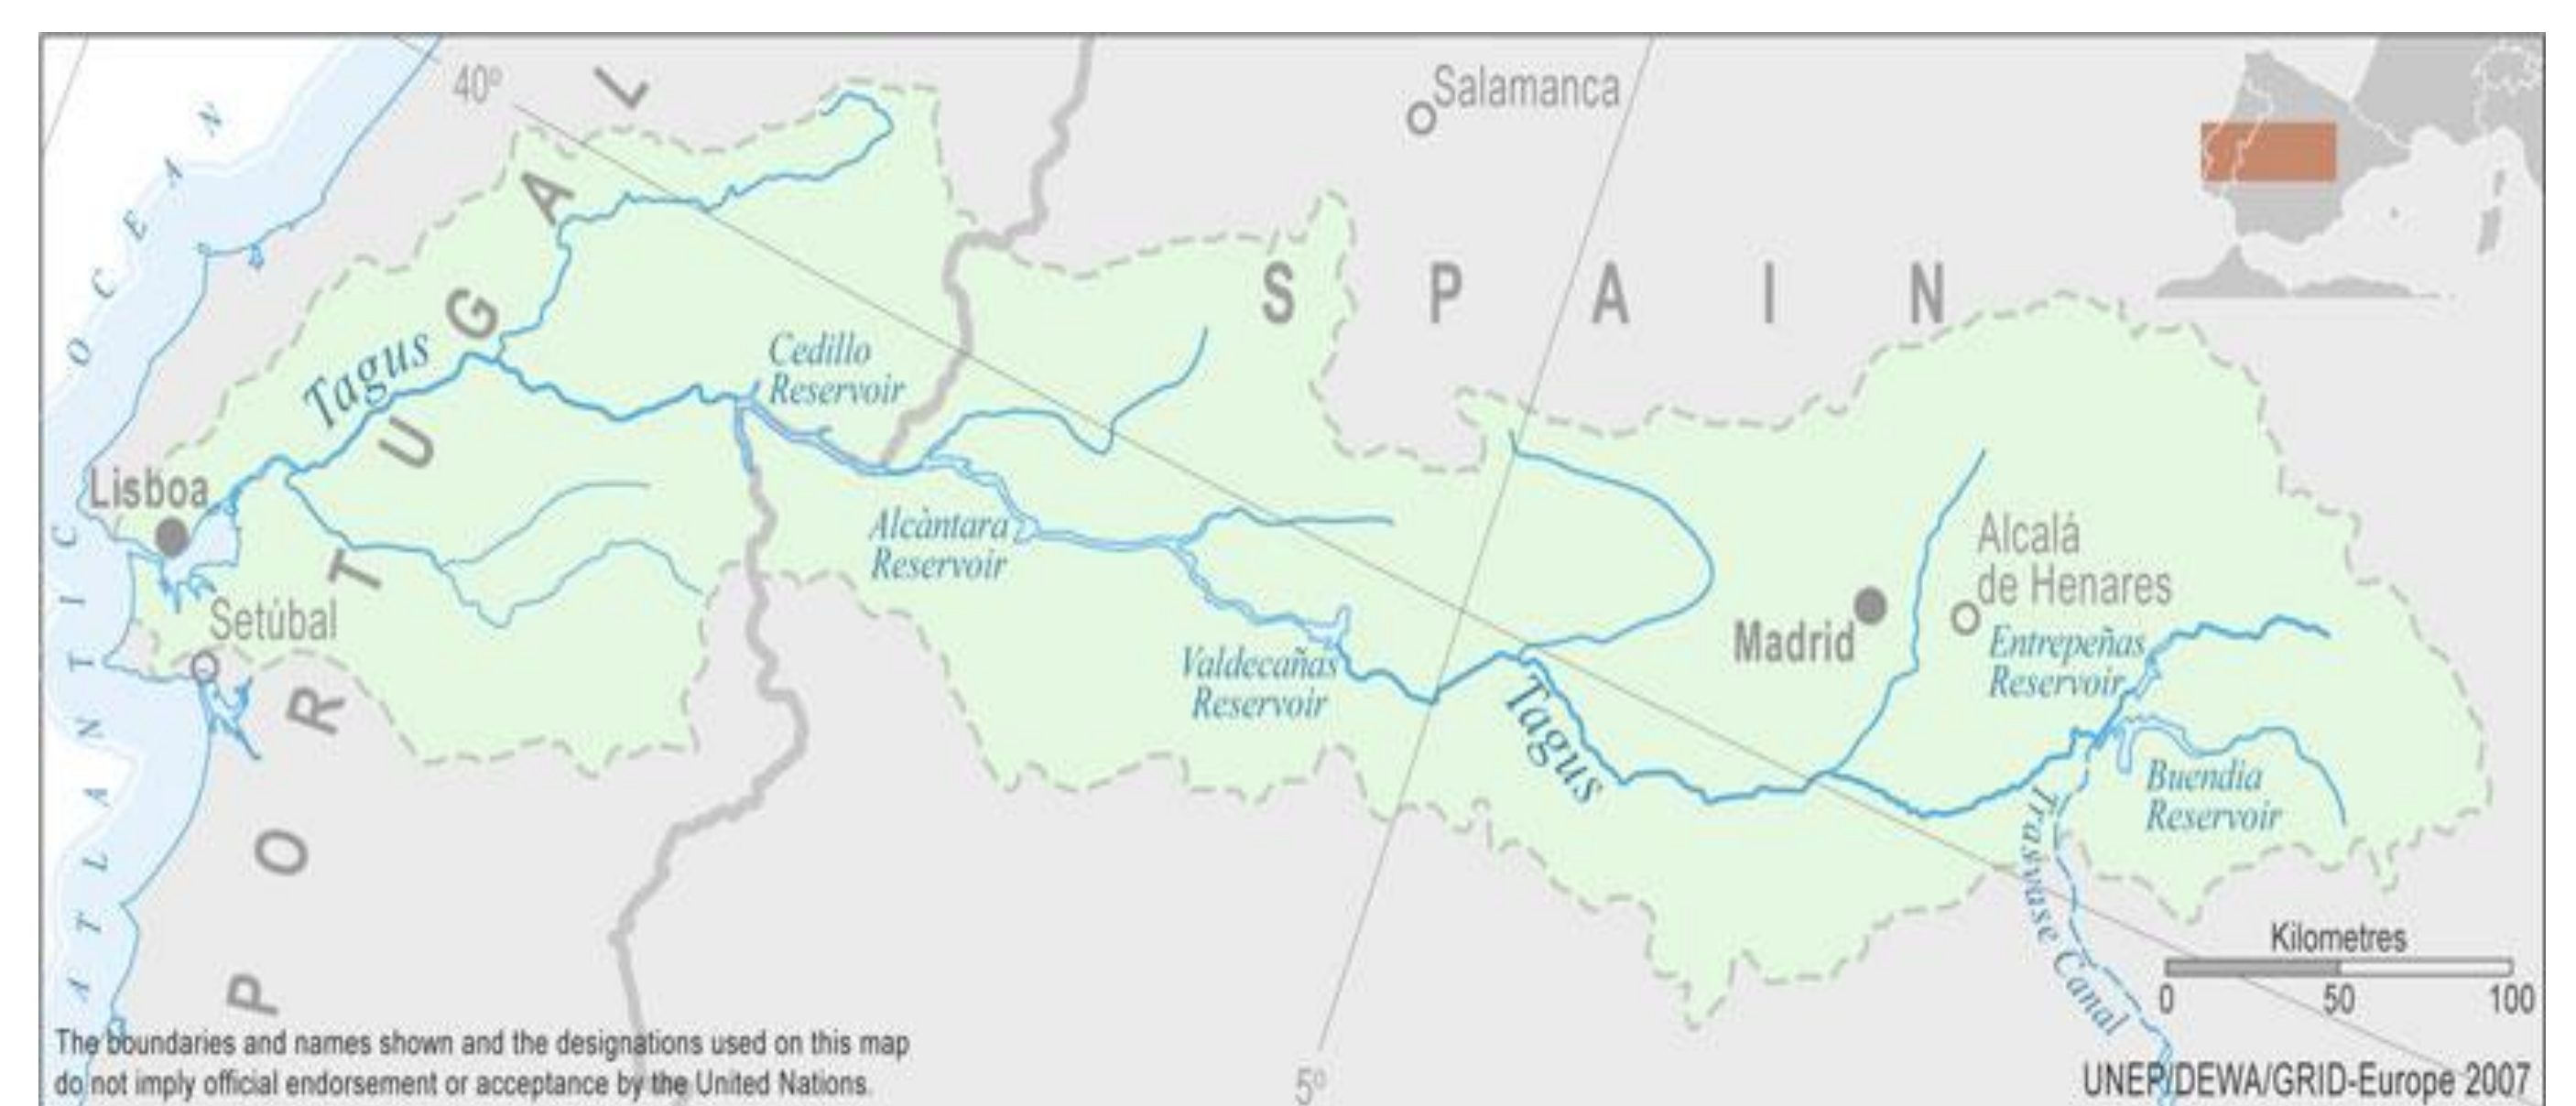 40º
PORTUGAL
ATLANTIC OCEAN
Salamanca
SPAIN
Tagus
Cedillo
Reservoir
Lisboa
Setúbal
Alcàntara
Reservoir
Valdecañas
Reservoir
Tagus
Madrid
Alcalá
de Henares
Entrepeñas
Reservoir
Buendia
Reservoir
Trasvase Canal
Kilometres
0 50 100
5º
The boundaries and names shown and the designations used on this map
do not imply official endorsement or acceptance by the United Nations.
UNEP/DEWA/GRID-Europe 2007